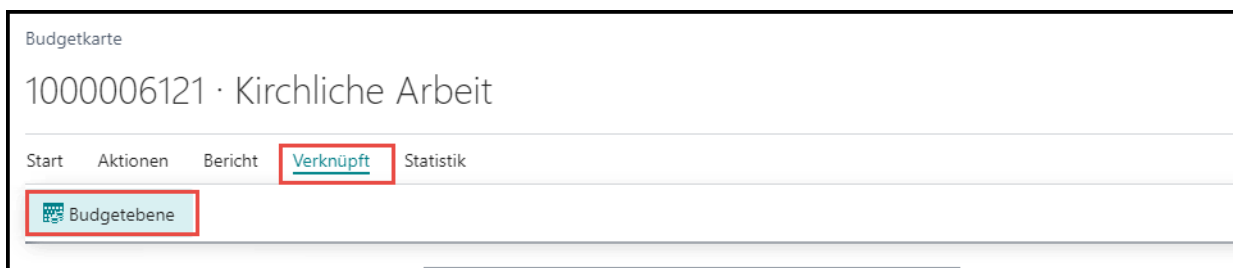 Budgetkarte
1000006121 · Kirchliche Arbeit
Start Aktionen Bericht Verknüpft Statistik
Budgetebene